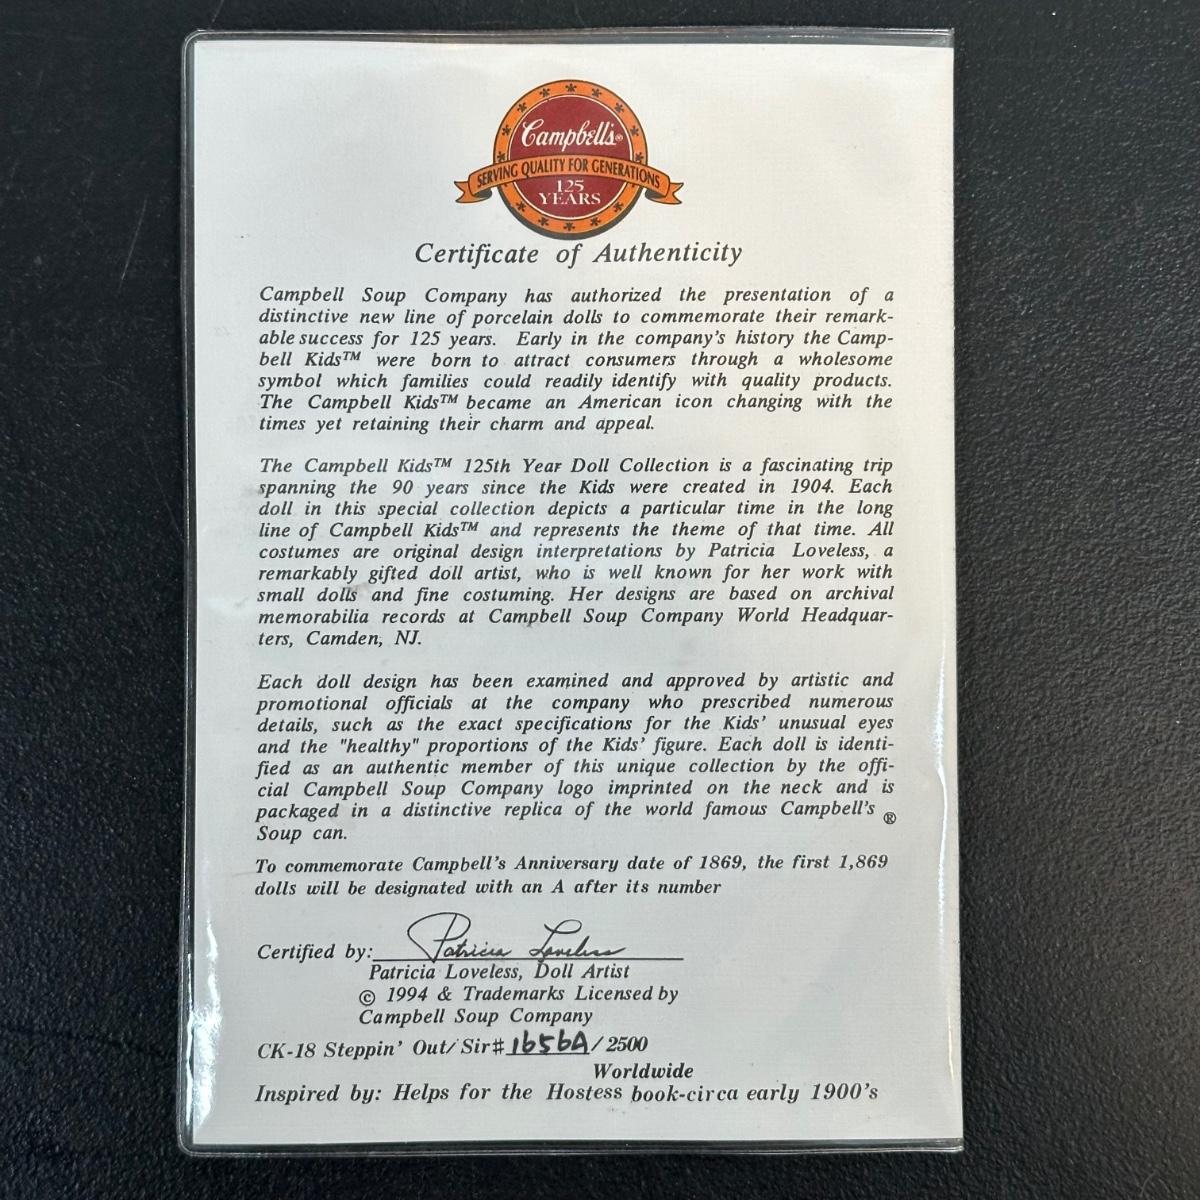 Campbell's®
SERVING QUALITY FOR GENERATIONS
125
YEARS
Certificate of Authenticity
Campbell Soup Company has authorized the presentation of a
distinctive new line of porcelain dolls to commemorate their remark-
able success for 125 years. Early in the company's history the Camp-
bell Kids™ were born to attract consumers through a wholesome
symbol which families could readily identify with quality products.
The Campbell Kids™ became an American icon changing with the
times yet retaining their charm and appeal.
The Campbell Kids™ 125th Year Doll Collection is a fascinating trip
spanning the 90 years since the Kids were created in 1904. Each
doll in this special collection depicts a particular time in the long
line of Campbell Kids™ and represents the theme of that time. All
costumes are original design interpretations by Patricia Loveless, a
remarkably gifted doll artist, who is well known for her work with
small dolls and fine costuming. Her designs are based on archival
memorabilia records at Campbell Soup Company World Headquar-
ters, Camden, NJ.
Each doll design has been examined and approved by artistic and
promotional officials at the company who prescribed numerous
details, such as the exact specifications for the Kids' unusual eyes
and the "healthy" proportions of the Kids' figure. Each doll is identi-
fied as an authentic member of this unique collection by the offi-
cial Campbell Soup Company logo imprinted on the neck and is
packaged in a distinctive replica of the world famous Campbell's ®
Soup can.
To commemorate Campbell's Anniversary date of 1869, the first 1,869
dolls will be designated with an A after its number
Certified by: Patricia Loveless
Patricia Loveless, Doll Artist
© 1994 & Trademarks Licensed by
Campbell Soup Company
CK-18 Steppin' Out/Sir# 1656A / 2500
Worldwide
Inspired by: Helps for the Hostess book-circa early 1900's